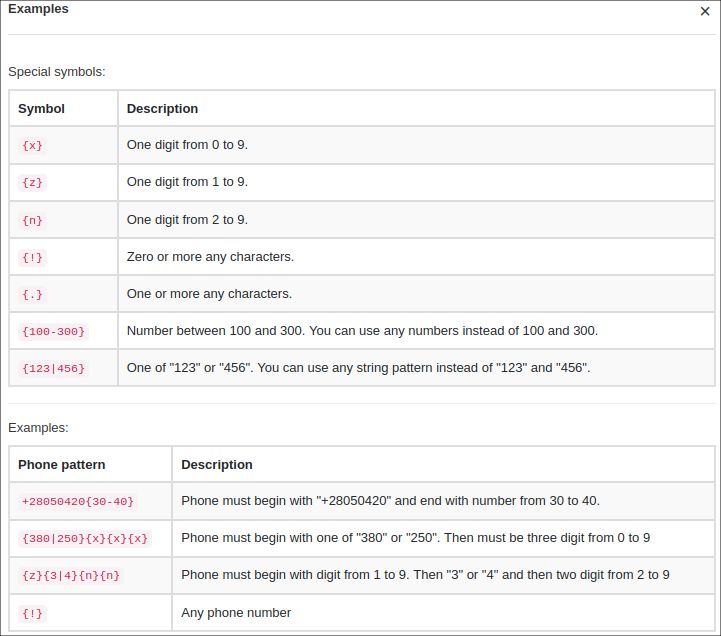 Examples ×
Special symbols:
Symbol Description
{x} One digit from 0 to 9.
{z} One digit from 1 to 9.
{n} One digit from 2 to 9.
{!} Zero or more any characters.
{.} One or more any characters.
{100-300} Number between 100 and 300. You can use any numbers instead of 100 and 300.
{123|456} One of "123" or "456". You can use any string pattern instead of "123" and "456".
Examples:
Phone pattern Description
+28050420{30-40} Phone must begin with "+28050420" and end with number from 30 to 40.
{380|250}{x}{x}{x} Phone must begin with one of "380" or "250". Then must be three digit from 0 to 9
{z}{3|4}{n}{n} Phone must begin with digit from 1 to 9. Then "3" or "4" and then two digit from 2 to 9
{!} Any phone number